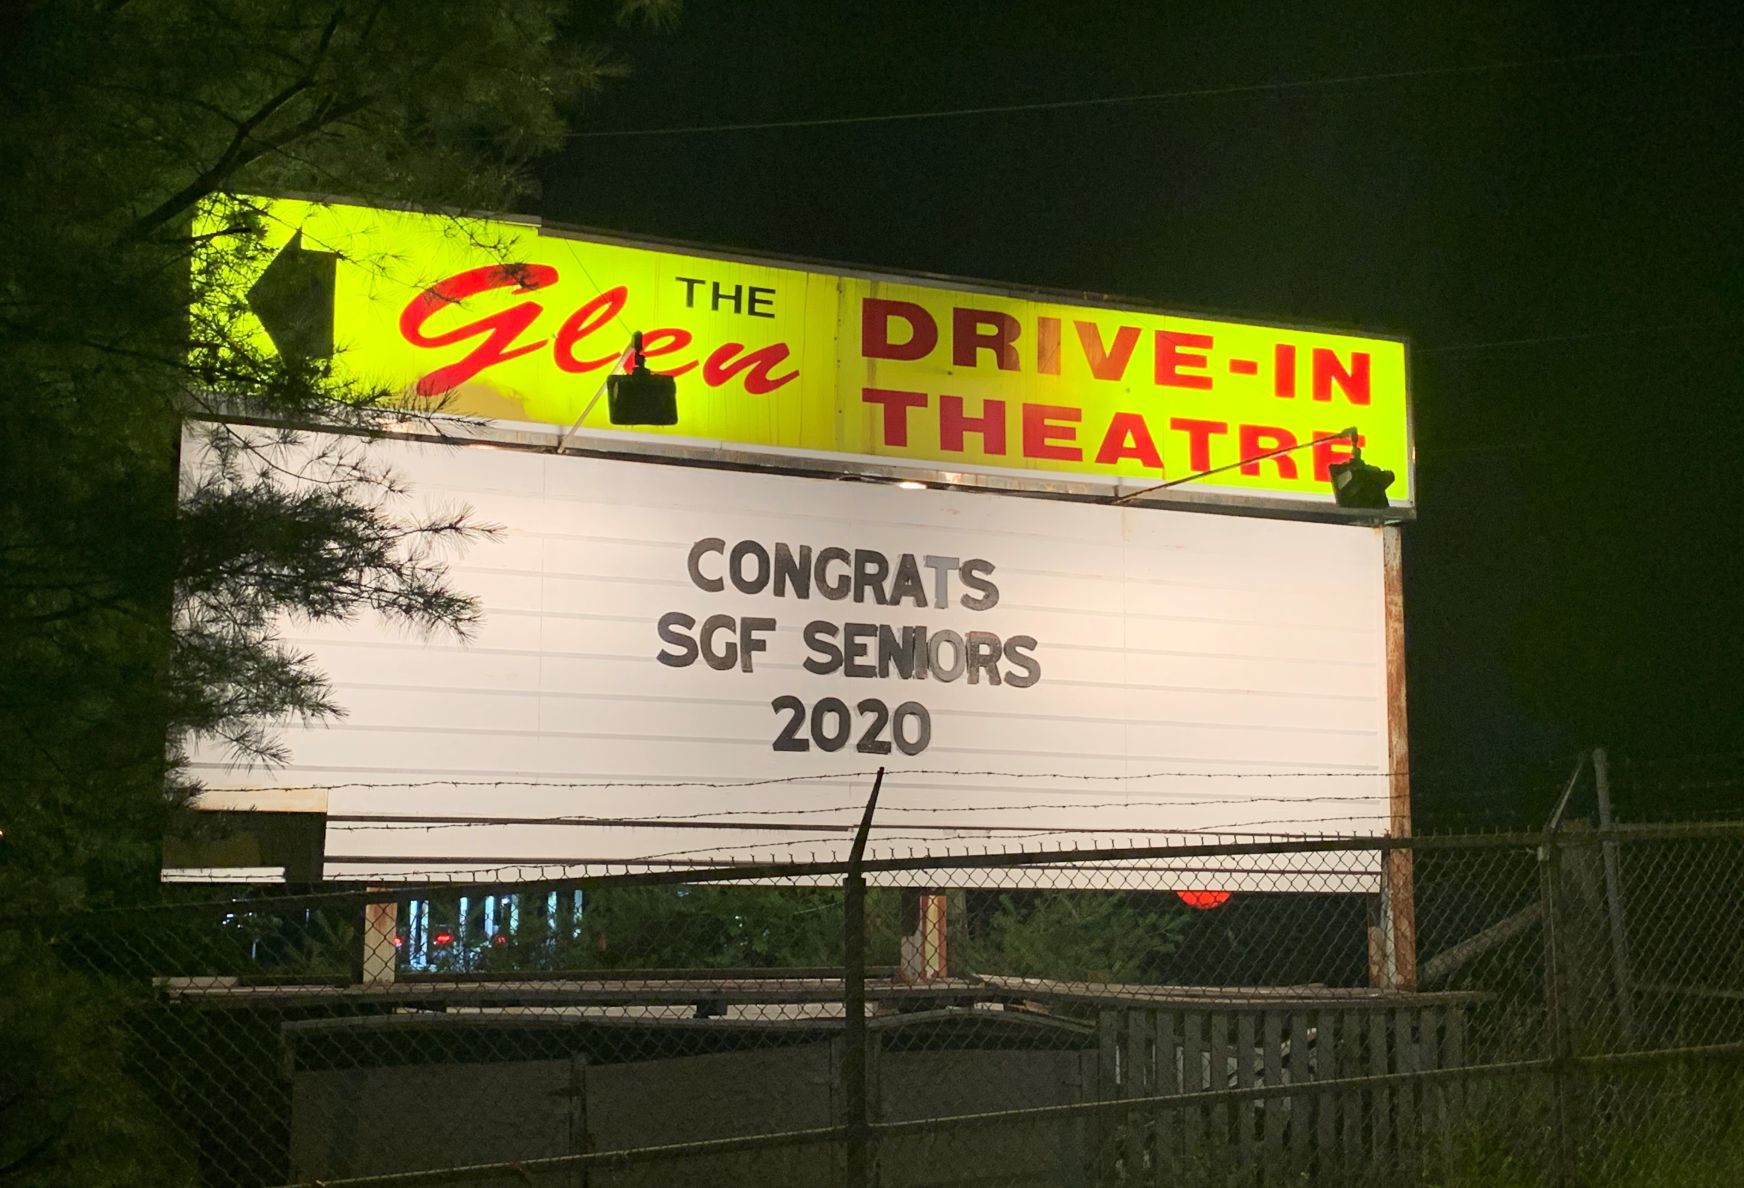 THE
Glen DRIVE-IN
THEATRE
CONGRATS
SGF SENIORS
2020